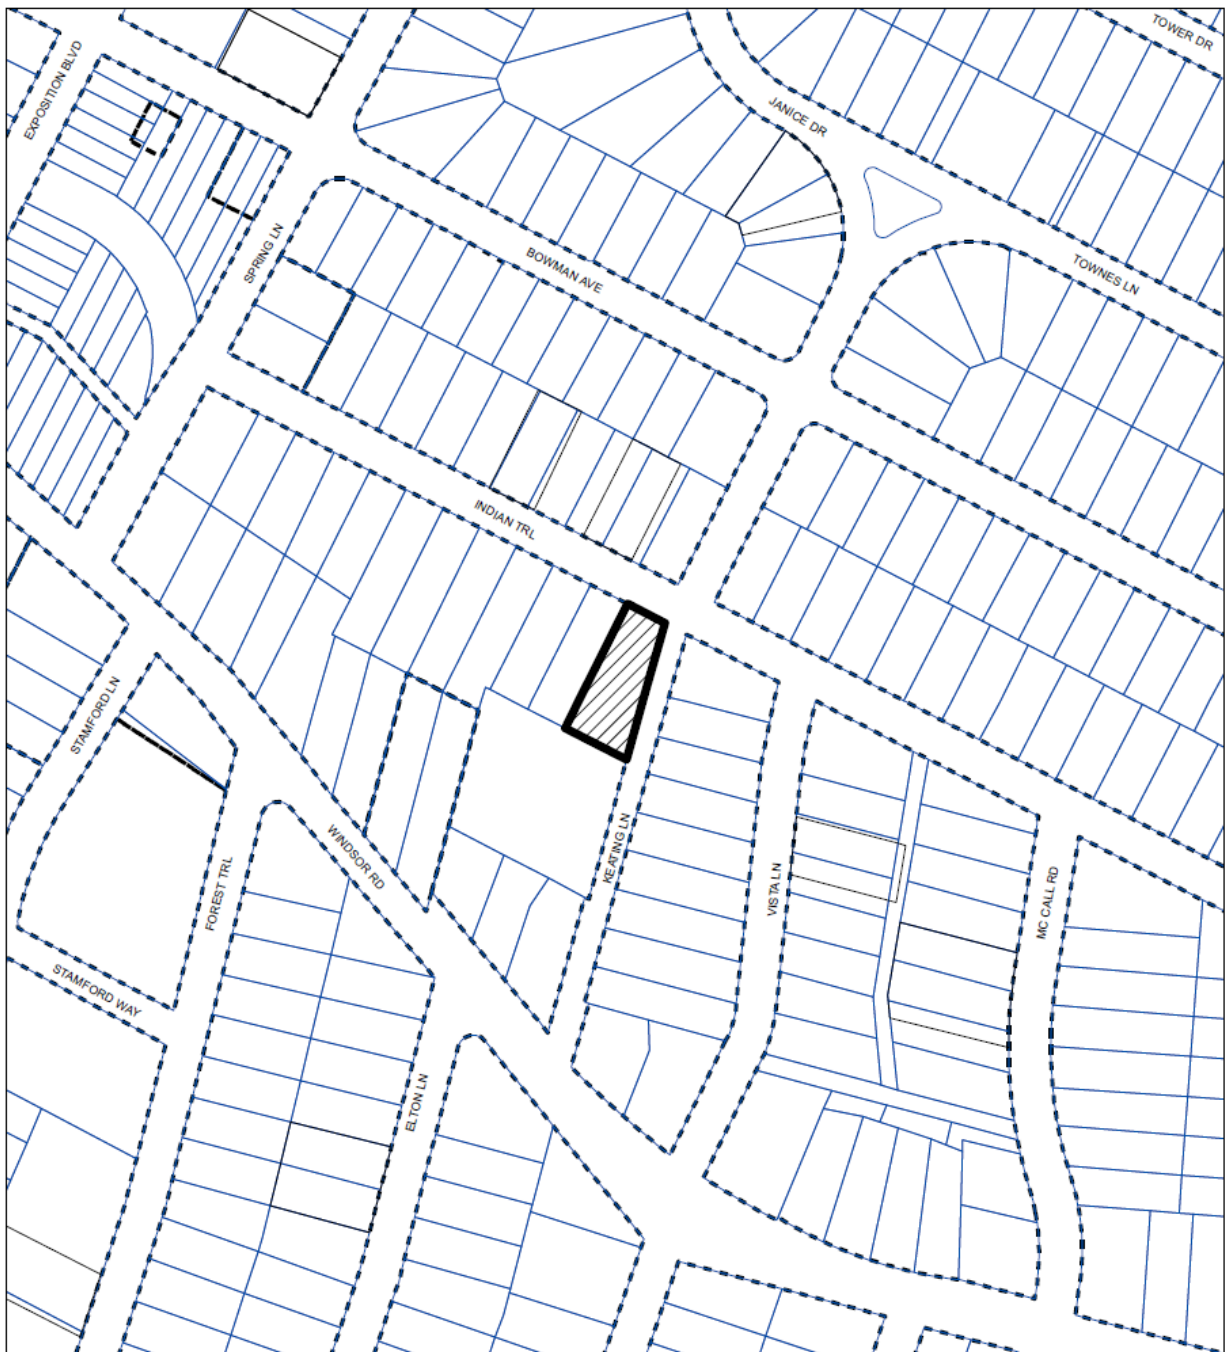 TOWER DR
EXPOSITION BLVD
JANICE DR
SPRING LN
BOWMAN AVE
TOWNES LN
INDIAN TRL
STAMFORD LN
WINDSOR RD
KEATING LN
FOREST TRL
VISTA LN
MC CALL RD
STAMFORD WAY
ELTON LN